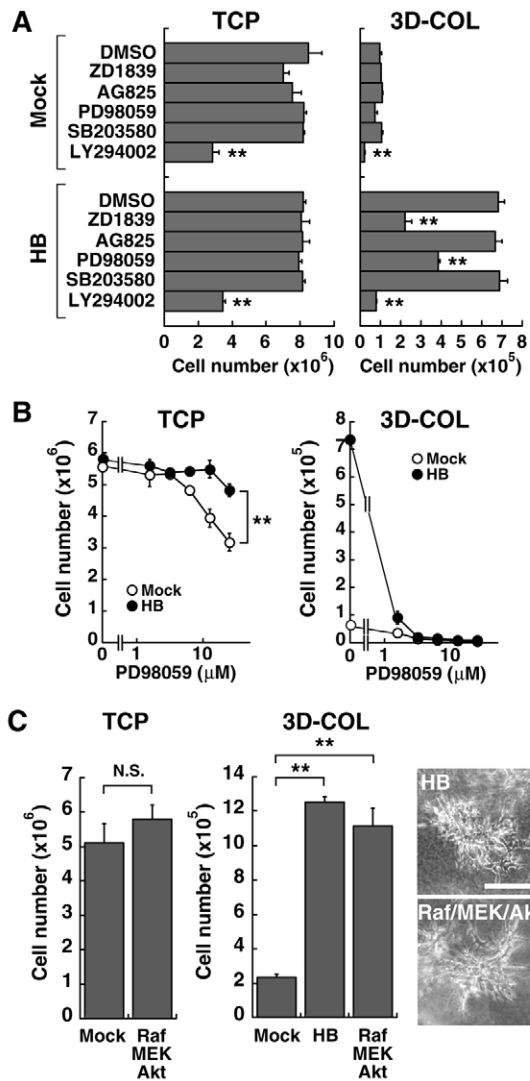 A
TCP
3D-COL
Mock
DMSO
ZD1839
AG825
PD98059
SB203580
LY294002
**
**
HB
DMSO
ZD1839
AG825
PD98059
SB203580
LY294002
**
**
**
**
0 2 4 6 8 10
Cell number (x10⁶)
0 1 2 3 4 5 6 7 8
Cell number (x10⁵)
B
TCP
Cell number (x10⁶)
7
6
5
4
3
2
1
0
**
Mock
HB
0 1 10
PD98059 (μM)
3D-COL
Cell number (x10⁵)
8
7
6
5
4
3
2
1
0
Mock
HB
0 1 10
PD98059 (μM)
C
TCP
Cell number (x10⁶)
7
6
5
4
3
2
1
0
N.S.
Mock
Raf
MEK
Akt
3D-COL
Cell number (x10⁵)
14
12
10
8
6
4
2
0
**
**
Mock
HB
Raf
MEK
Akt
HB
Raf/MEK/Akt